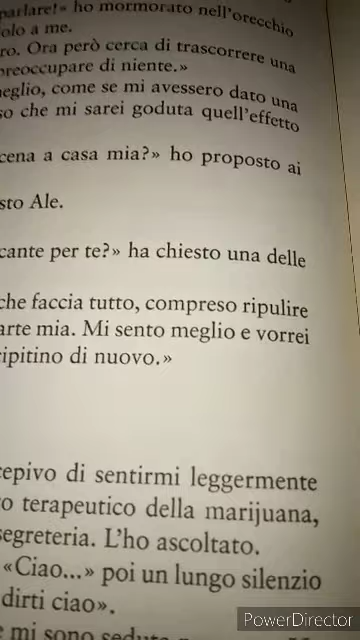 parlare!» ho mormorato nell'orecchio
olo a me.
ro. Ora però cerca di trascorrere una
preoccupare di niente.»
meglio, come se mi avessero dato una
so che mi sarei goduta quell'effetto
cena a casa mia?» ho proposto ai
sto Ale.
cante per te?» ha chiesto una delle
che faccia tutto, compreso ripulire
arte mia. Mi sento meglio e vorrei
ipitino di nuovo.»
cepivo di sentirmi leggermente
o terapeutico della marijuana,
segreteria. L'ho ascoltato.
«Ciao...» poi un lungo silenzio
dirti ciao».
e mi sono seduta
PowerDirector